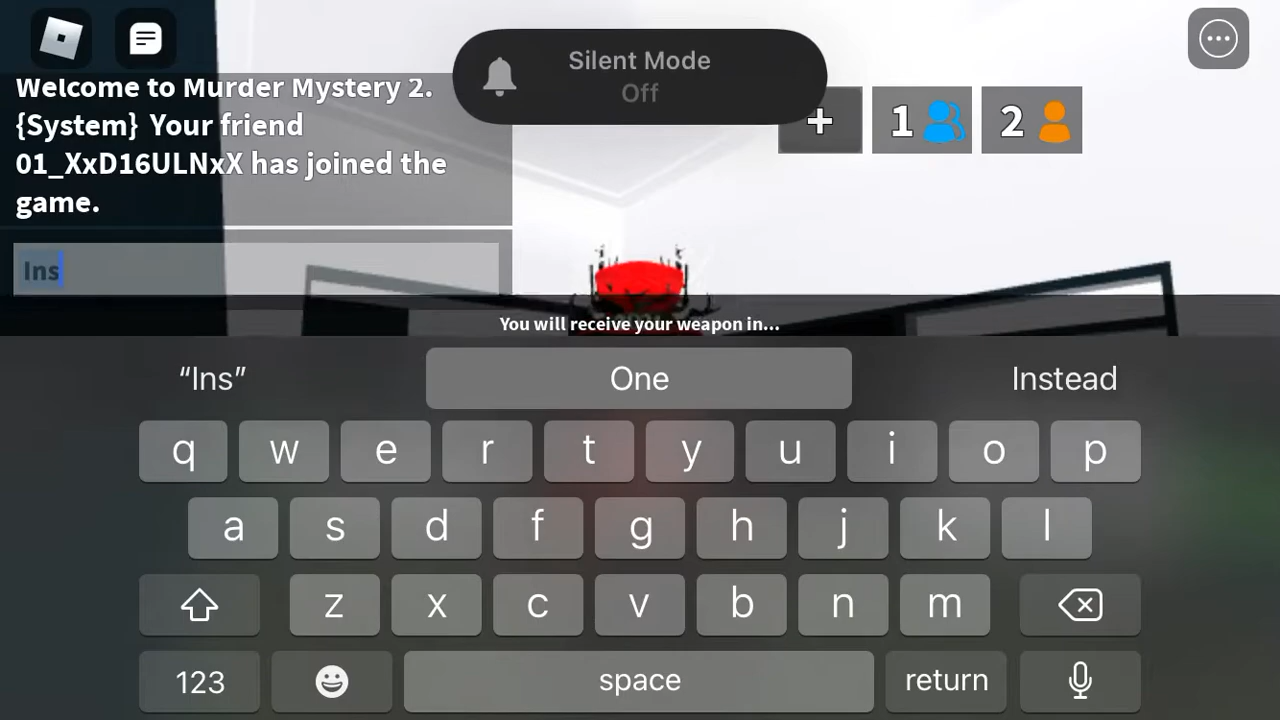 Silent Mode
Off
Welcome to Murder Mystery 2.
{System} Your friend
01_XxD16ULNxX has joined the
game.
+ 1 2
Ins
You will receive your weapon in...
“Ins” One Instead
q w e r t y u i o p
a s d f g h j k l
z x c v b n m
123 space return